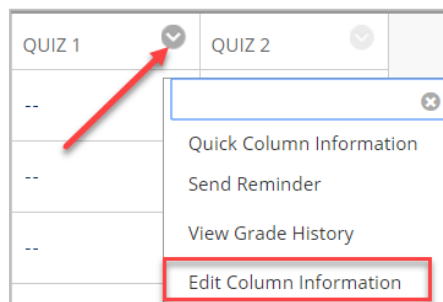 QUIZ 1 QUIZ 2
--
Quick Column Information
--
Send Reminder
View Grade History
--
Edit Column Information